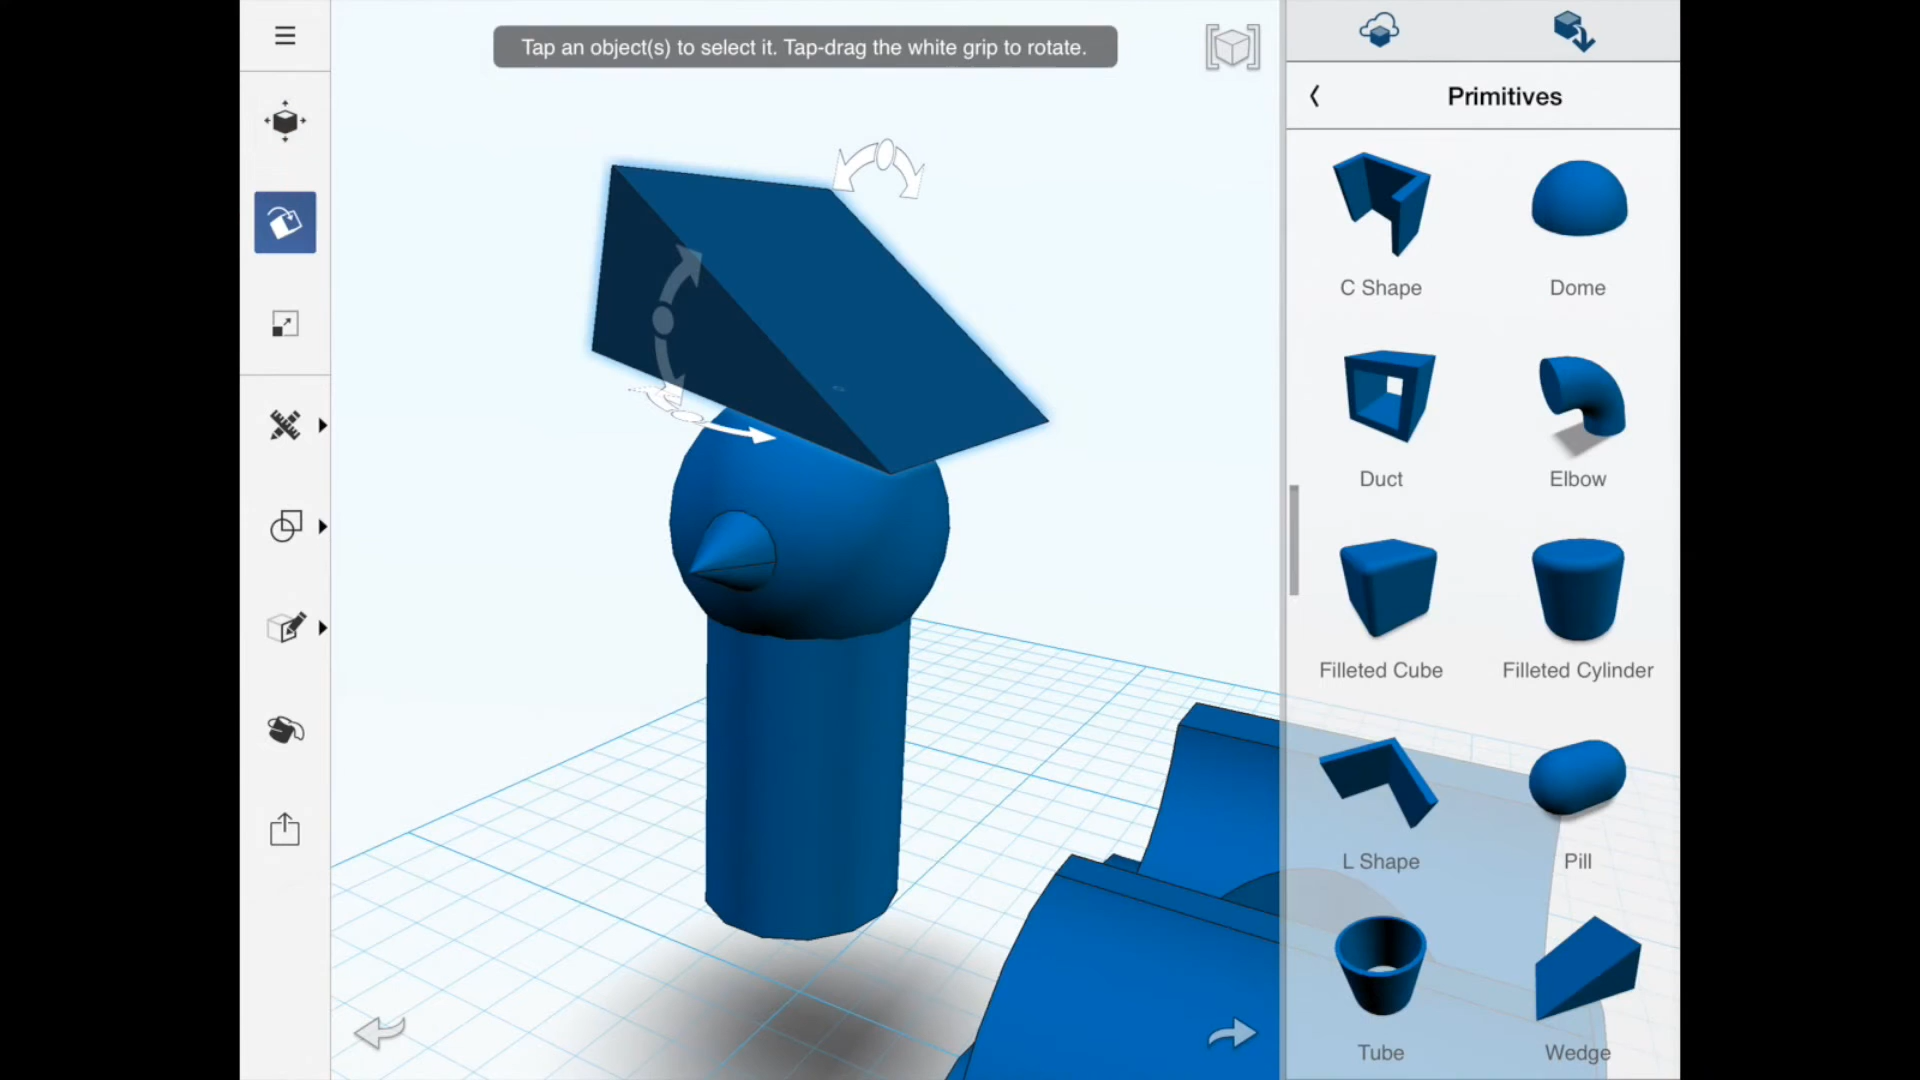 Tap an object(s) to select it. Tap-drag the white grip to rotate.
Primitives
C Shape
Dome
Duct
Elbow
Filleted Cube
Filleted Cylinder
L Shape
Pill
Tube
Wedge